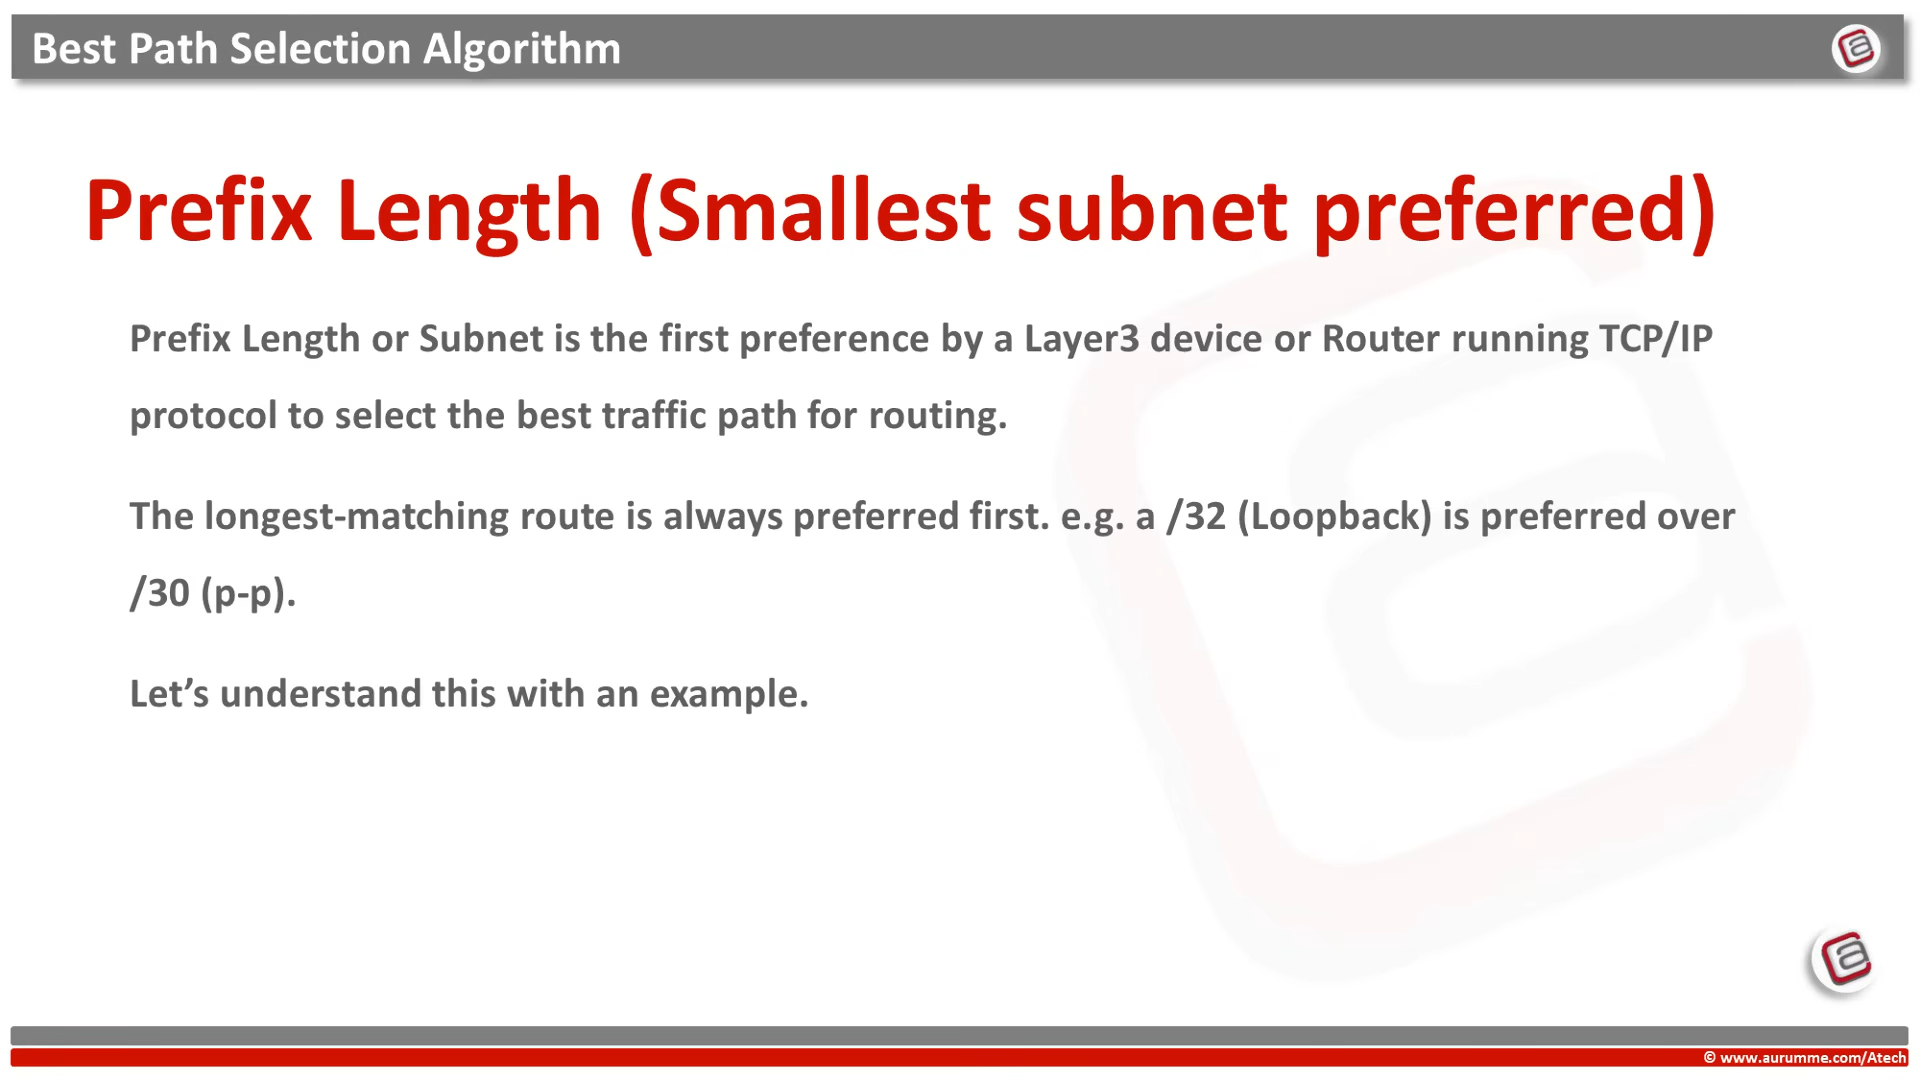 Best Path Selection Algorithm
Prefix Length (Smallest subnet preferred)
Prefix Length or Subnet is the first preference by a Layer3 device or Router running TCP/IP
protocol to select the best traffic path for routing.
The longest-matching route is always preferred first. e.g. a /32 (Loopback) is preferred over
/30 (p-p).
Let’s understand this with an example.
© www.aurumme.com/Atech